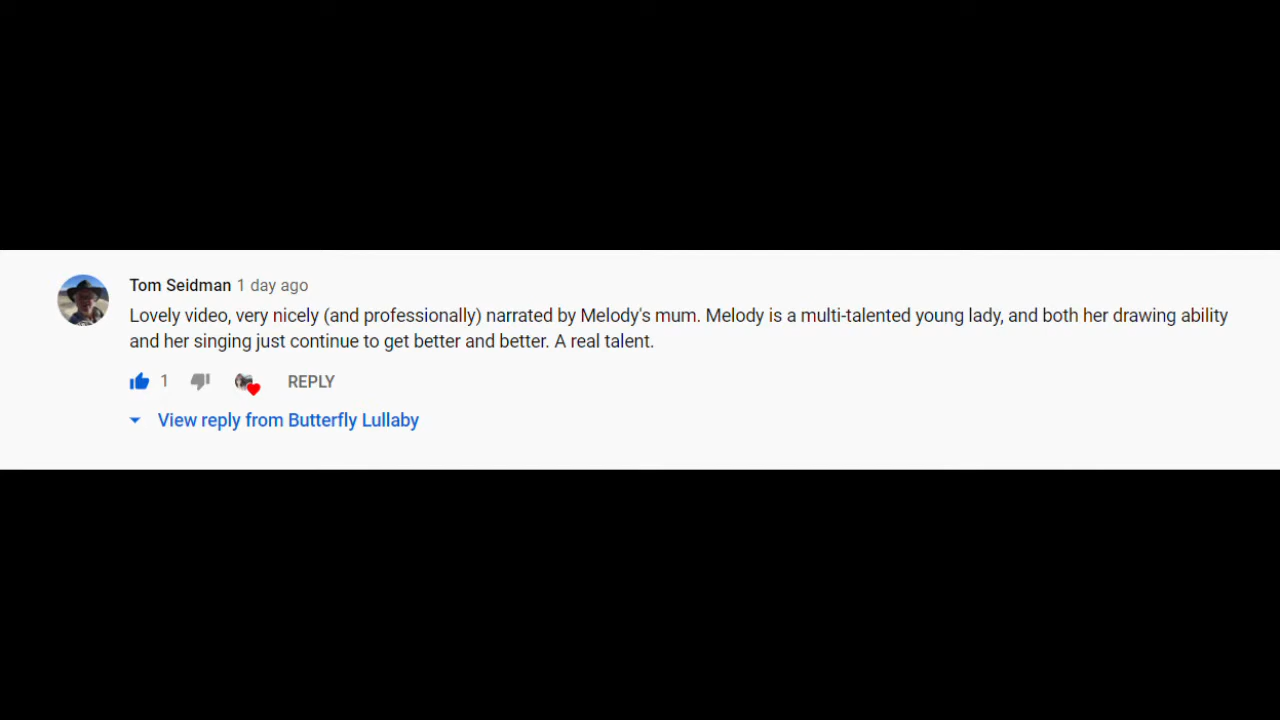 Tom Seidman 1 day ago
Lovely video, very nicely (and professionally) narrated by Melody's mum. Melody is a multi-talented young lady, and both her drawing ability
and her singing just continue to get better and better. A real talent.
1 REPLY
View reply from Butterfly Lullaby